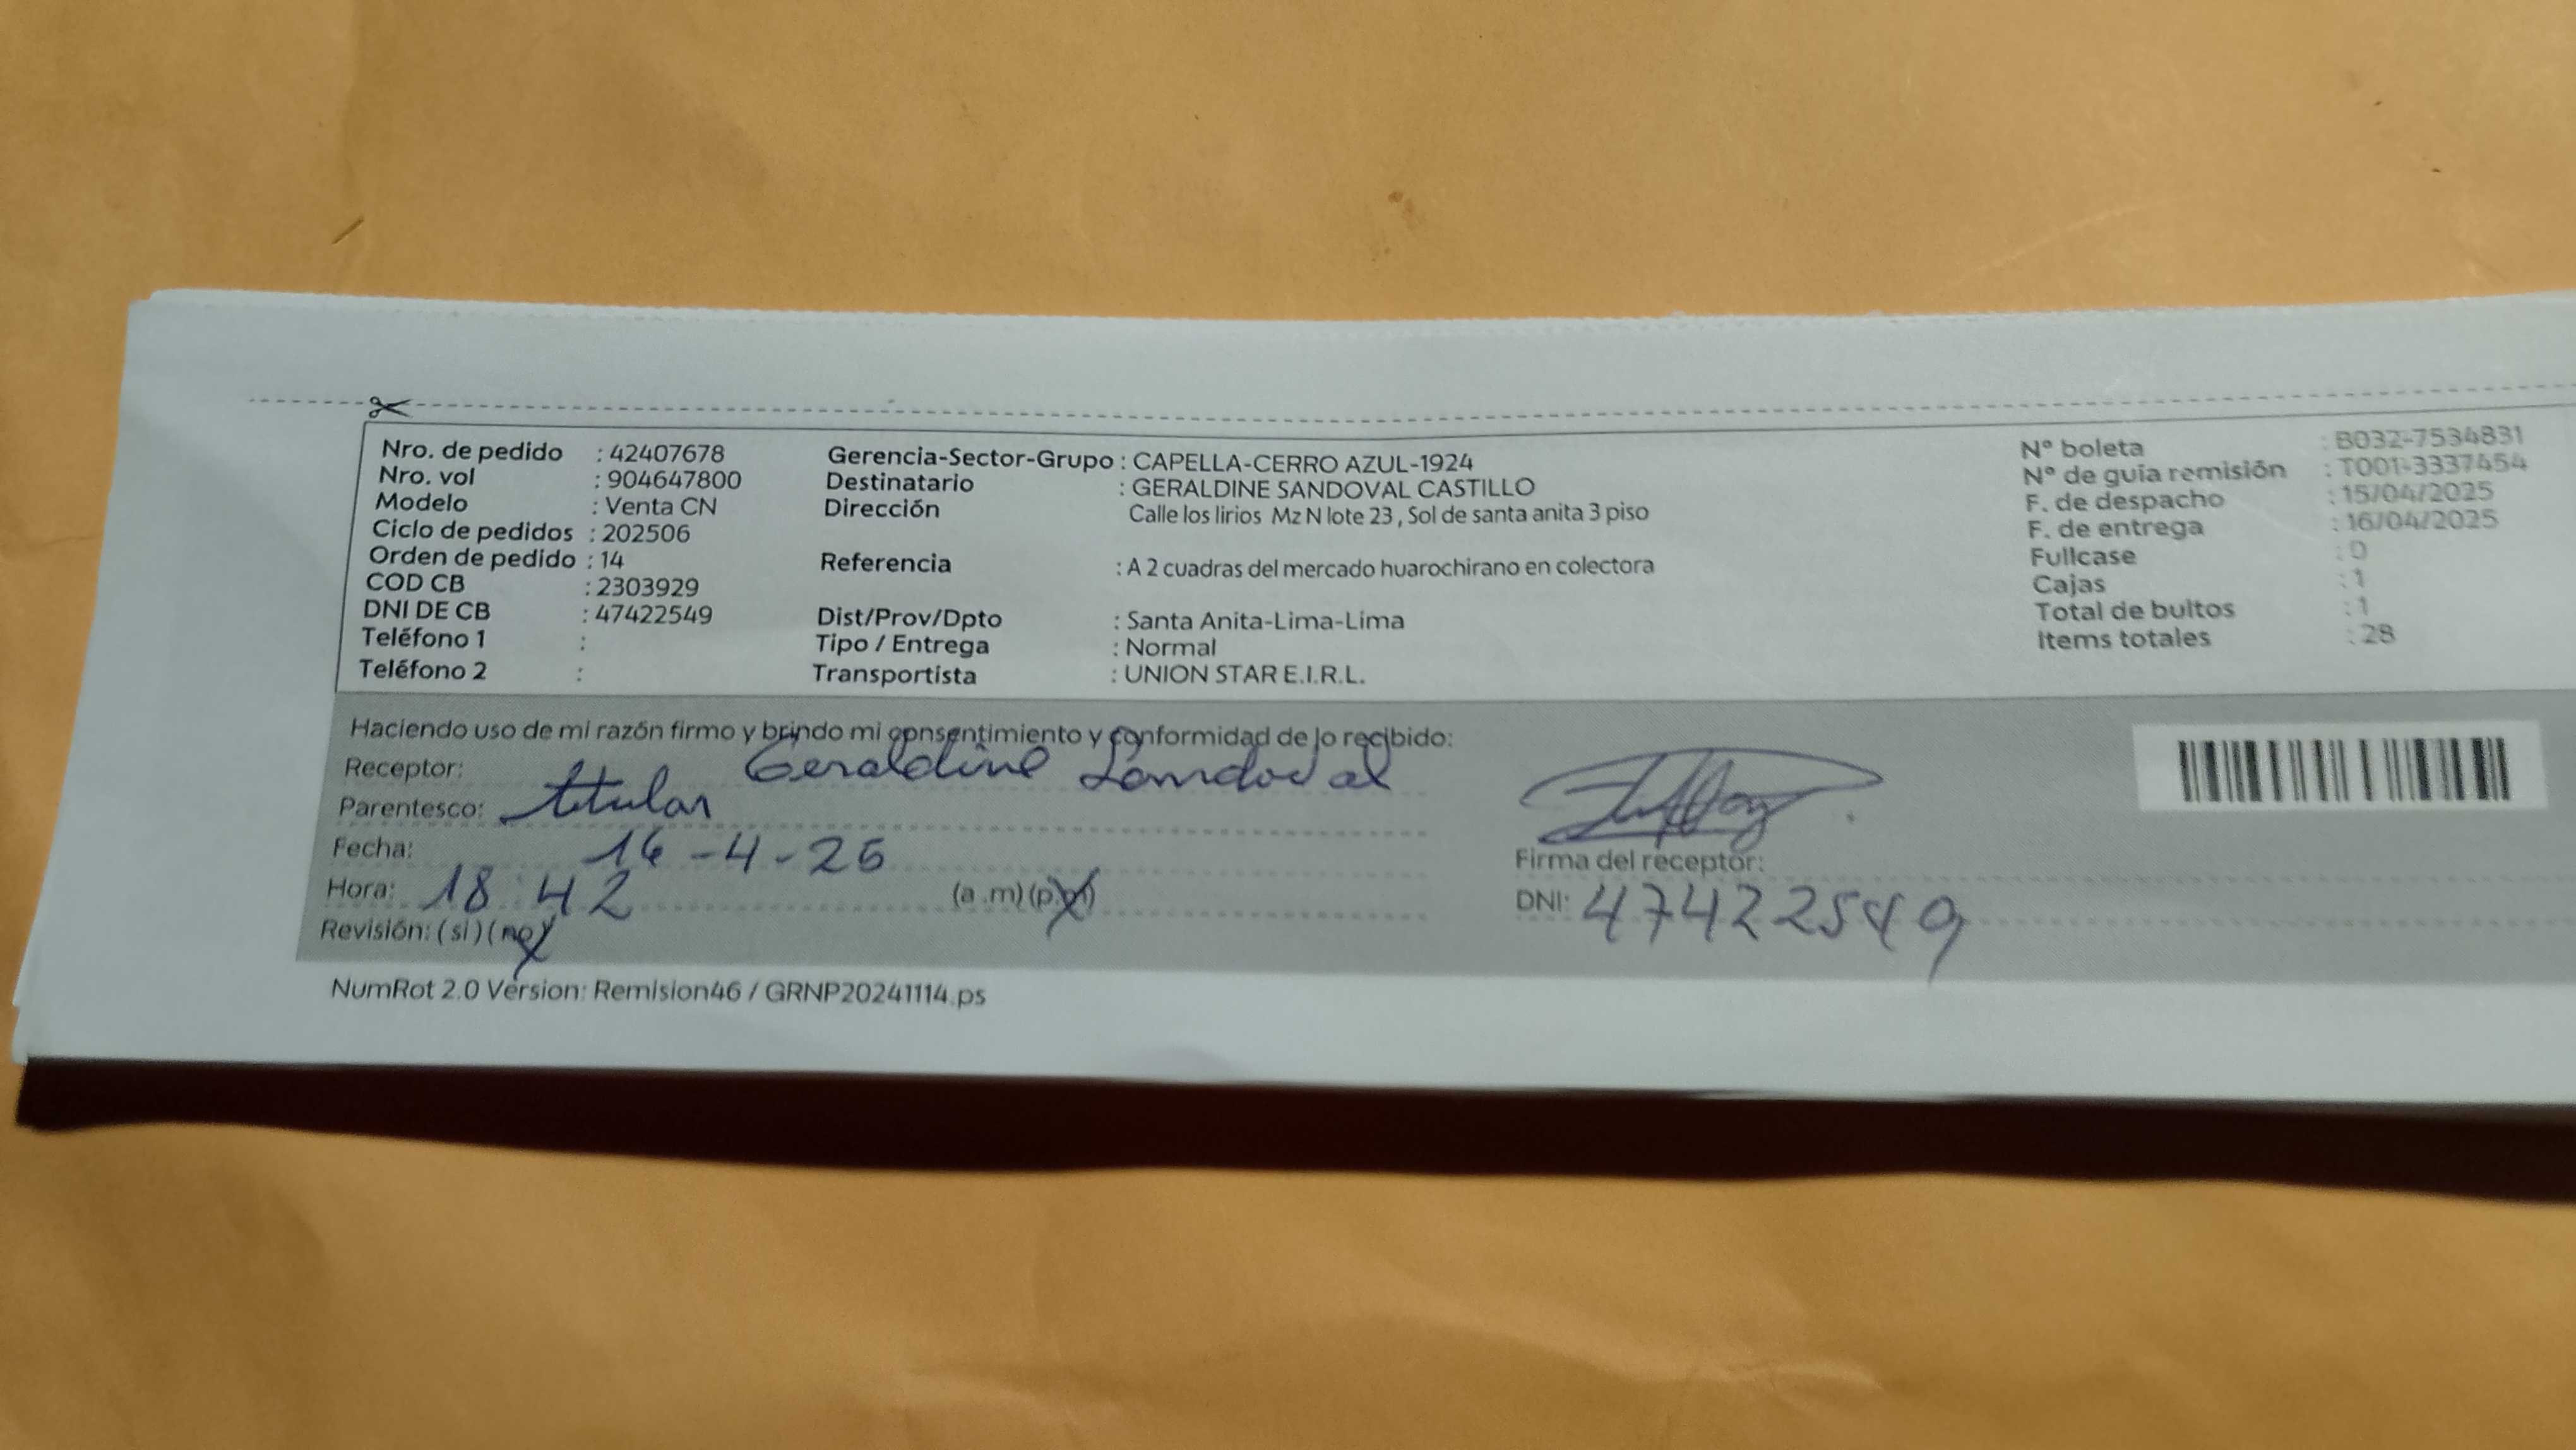 Nro. de pedido : 42407678
Nro. vol : 904647800
Modelo : Venta CN
Ciclo de pedidos : 202506
Orden de pedido : 14
COD CB : 2303929
DNI DE CB : 47422549
Teléfono 1 :
Teléfono 2 :
Gerencia-Sector-Grupo : CAPELLA-CERRO AZUL-1924
Destinatario : GERALDINE SANDOVAL CASTILLO
Dirección Calle los lirios Mz N lote 23 , Sol de santa anita 3 piso
Referencia : A 2 cuadras del mercado huarochirano en colectora
Dist/Prov/Dpto : Santa Anita-Lima-Lima
Tipo / Entrega : Normal
Transportista : UNION STAR E.I.R.L.
N° boleta : B032-7534831
N° de guía remisión : T001-3337454
F. de despacho : 15/04/2025
F. de entrega : 16/04/2025
Fullcase : 0
Cajas : 1
Total de bultos : 1
Items totales : 28
Haciendo uso de mi razón firmo y brindo mi consentimiento y conformidad de lo recibido:
Receptor: Geraldine Sandoval
Parentesco: titular
Fecha: 16-4-25
Hora: 18:42 (a.m)(p.m)
Revisión: (si)(no)
Firma del receptor:
DNI: 47422549
NumRot 2.0 Version: Remision46 / GRNP20241114.ps